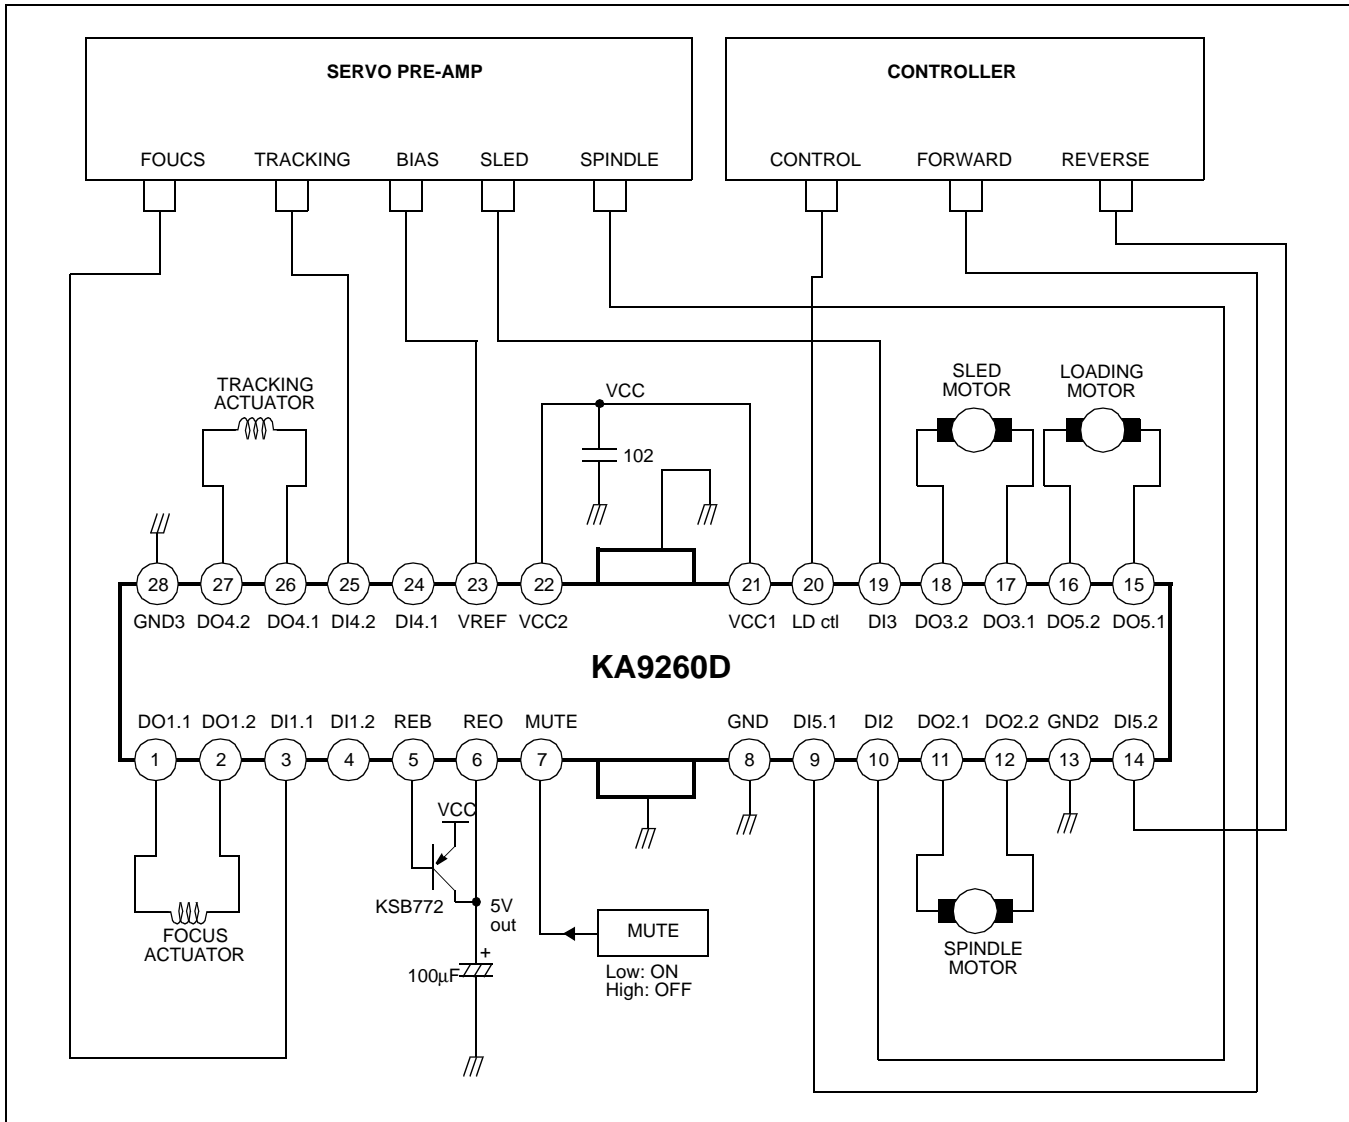 SERVO PRE-AMP
CONTROLLER
FOUCS TRACKING BIAS SLED SPINDLE
CONTROL FORWARD REVERSE
TRACKING
ACTUATOR
VCC
102
SLED
MOTOR
LOADING
MOTOR
28 27 26 25 24 23 22 21 20 19 18 17 16 15
GND3 DO4.2 DO4.1 DI4.2 DI4.1 VREF VCC2 VCC1 LD ctl DI3 DO3.2 DO3.1 DO5.2 DO5.1
KA9260D
DO1.1 DO1.2 DI1.1 DI1.2 REB REO MUTE GND DI5.1 DI2 DO2.1 DO2.2 GND2 DI5.2
1 2 3 4 5 6 7 8 9 10 11 12 13 14
VCC
KSB772
5V
out
FOCUS
ACTUATOR
100µF
+
MUTE
Low: ON
High: OFF
SPINDLE
MOTOR